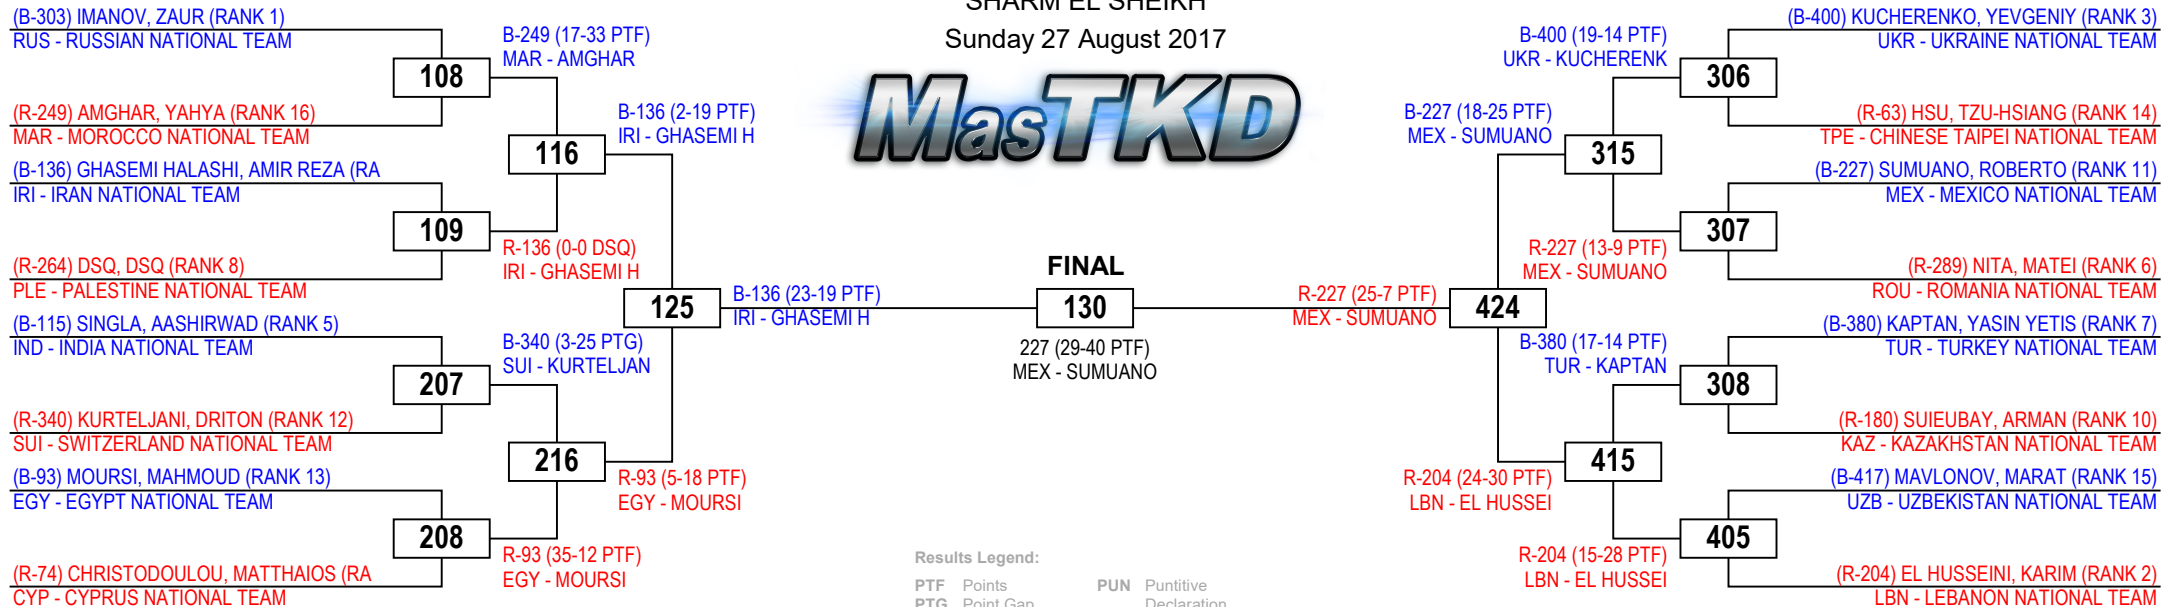 SHARM EL SHEIKH
Sunday 27 August 2017
MasTKD
(B-303) IMANOV, ZAUR (RANK 1)
RUS - RUSSIAN NATIONAL TEAM
108
(R-249) AMGHAR, YAHYA (RANK 16)
MAR - MOROCCO NATIONAL TEAM
(B-136) GHASEMI HALASHI, AMIR REZA (RA
IRI - IRAN NATIONAL TEAM
109
(R-264) DSQ, DSQ (RANK 8)
PLE - PALESTINE NATIONAL TEAM
(B-115) SINGLA, AASHIRWAD (RANK 5)
IND - INDIA NATIONAL TEAM
207
(R-340) KURTELJANI, DRITON (RANK 12)
SUI - SWITZERLAND NATIONAL TEAM
(B-93) MOURSI, MAHMOUD (RANK 13)
EGY - EGYPT NATIONAL TEAM
208
(R-74) CHRISTODOULOU, MATTHAIOS (RA
CYP - CYPRUS NATIONAL TEAM
B-249 (17-33 PTF)
MAR - AMGHAR
116
R-136 (0-0 DSQ)
IRI - GHASEMI H
B-340 (3-25 PTG)
SUI - KURTELJAN
216
R-93 (35-12 PTF)
EGY - MOURSI
B-136 (2-19 PTF)
IRI - GHASEMI H
125
R-93 (5-18 PTF)
EGY - MOURSI
B-136 (23-19 PTF)
IRI - GHASEMI H
FINAL
130
227 (29-40 PTF)
MEX - SUMUANO
R-227 (25-7 PTF)
MEX - SUMUANO
B-227 (18-25 PTF)
MEX - SUMUANO
424
R-204 (24-30 PTF)
LBN - EL HUSSEI
B-400 (19-14 PTF)
UKR - KUCHERENK
315
R-227 (13-9 PTF)
MEX - SUMUANO
B-380 (17-14 PTF)
TUR - KAPTAN
415
R-204 (15-28 PTF)
LBN - EL HUSSEI
(B-400) KUCHERENKO, YEVGENIY (RANK 3)
UKR - UKRAINE NATIONAL TEAM
306
(R-63) HSU, TZU-HSIANG (RANK 14)
TPE - CHINESE TAIPEI NATIONAL TEAM
(B-227) SUMUANO, ROBERTO (RANK 11)
MEX - MEXICO NATIONAL TEAM
307
(R-289) NITA, MATEI (RANK 6)
ROU - ROMANIA NATIONAL TEAM
(B-380) KAPTAN, YASIN YETIS (RANK 7)
TUR - TURKEY NATIONAL TEAM
308
(R-180) SUIEUBAY, ARMAN (RANK 10)
KAZ - KAZAKHSTAN NATIONAL TEAM
(B-417) MAVLONOV, MARAT (RANK 15)
UZB - UZBEKISTAN NATIONAL TEAM
405
(R-204) EL HUSSEINI, KARIM (RANK 2)
LBN - LEBANON NATIONAL TEAM
Results Legend:
PTF Points PUN Puntitive
PTG Point Gap Declaration